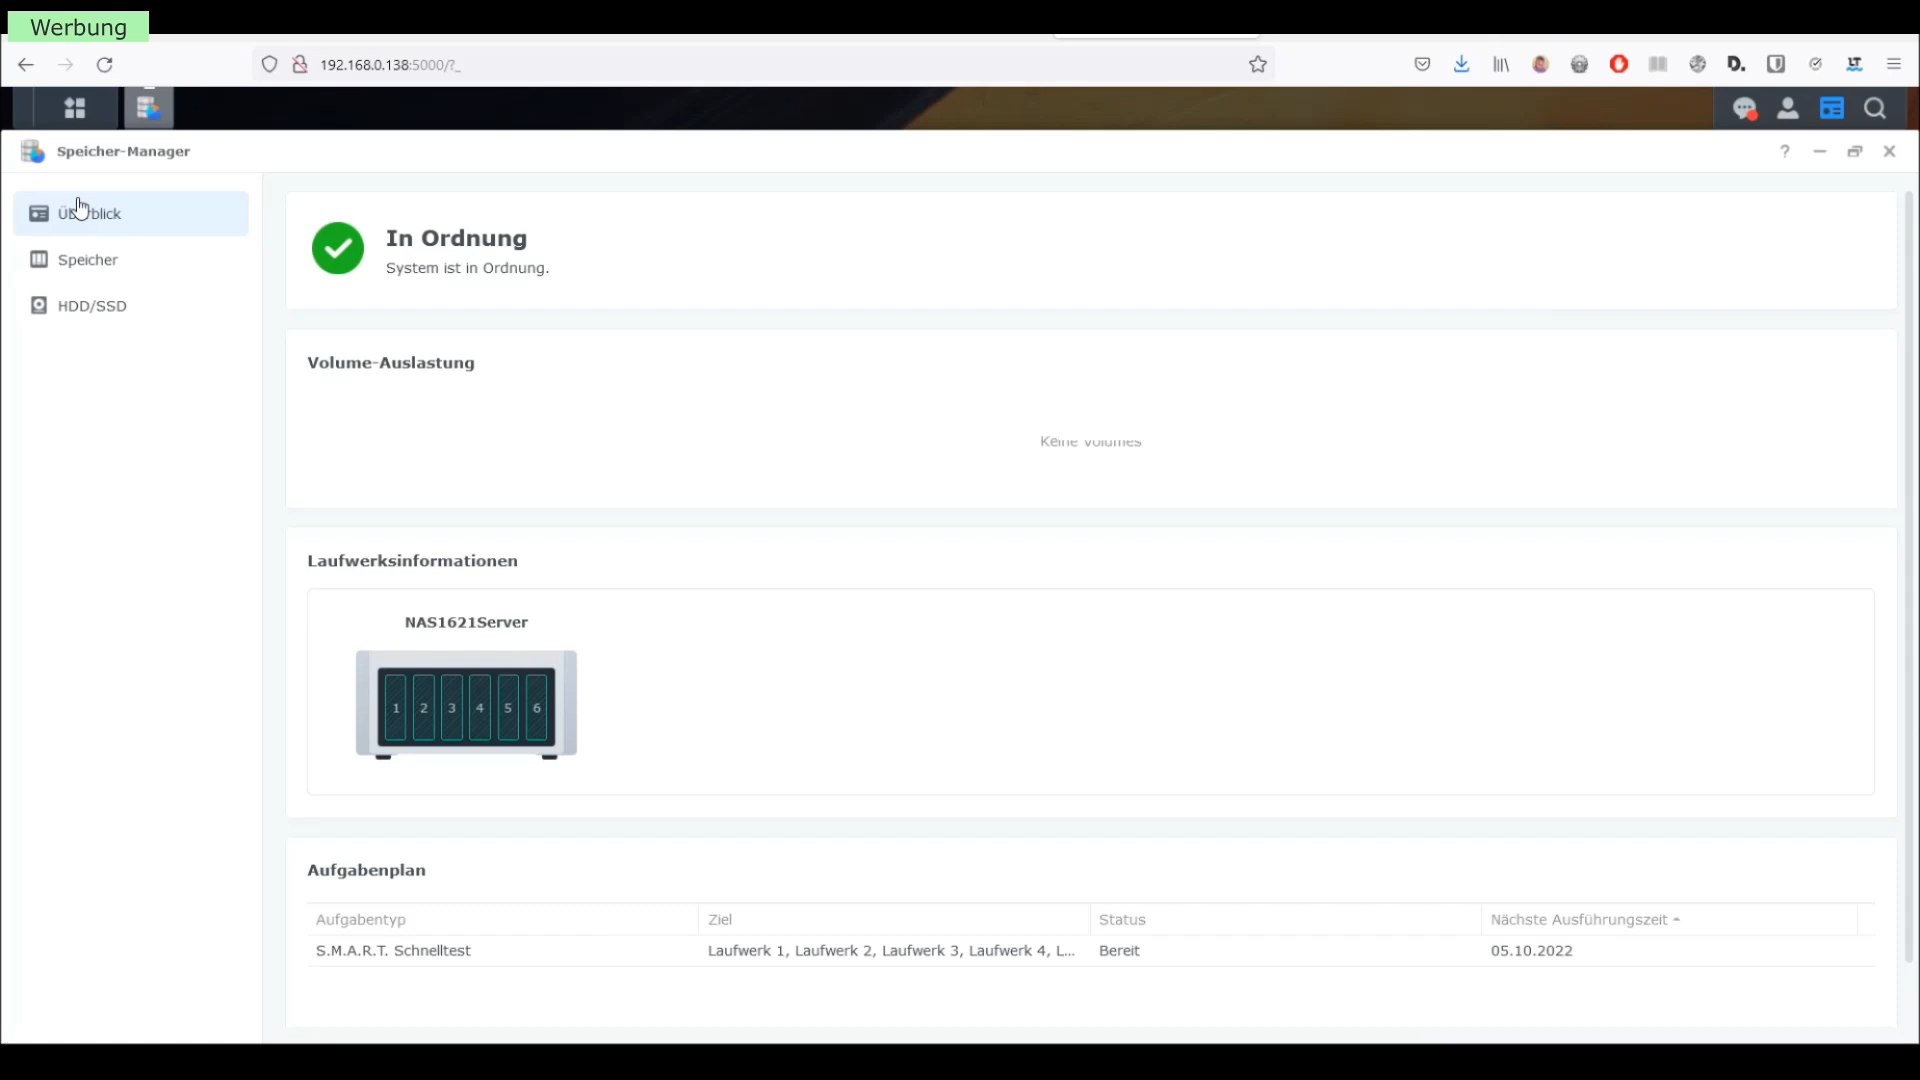 Werbung
192.168.0.138:5000/?_
Speicher-Manager
Überblick
Speicher
HDD/SSD
In Ordnung
System ist in Ordnung.
Volume-Auslastung
Keine Volumes
Laufwerksinformationen
NAS1621Server
1 2 3 4 5 6
Aufgabenplan
Aufgabentyp Ziel Status Nächste Ausführungszeit
S.M.A.R.T. Schnelltest Laufwerk 1, Laufwerk 2, Laufwerk 3, Laufwerk 4, L... Bereit 05.10.2022